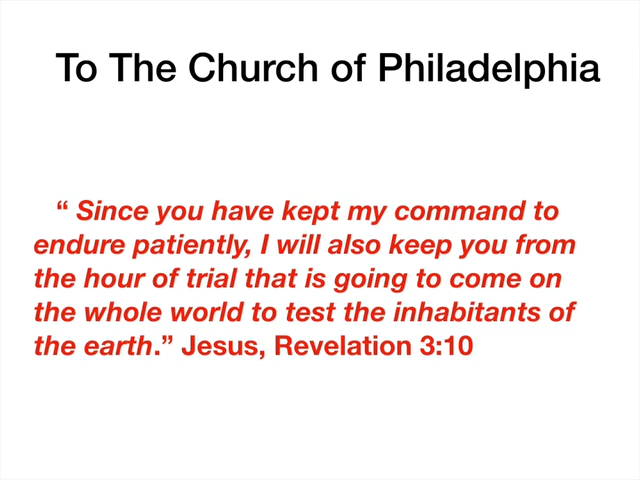 To The Church of Philadelphia
“ Since you have kept my command to
endure patiently, I will also keep you from
the hour of trial that is going to come on
the whole world to test the inhabitants of
the earth.” Jesus, Revelation 3:10